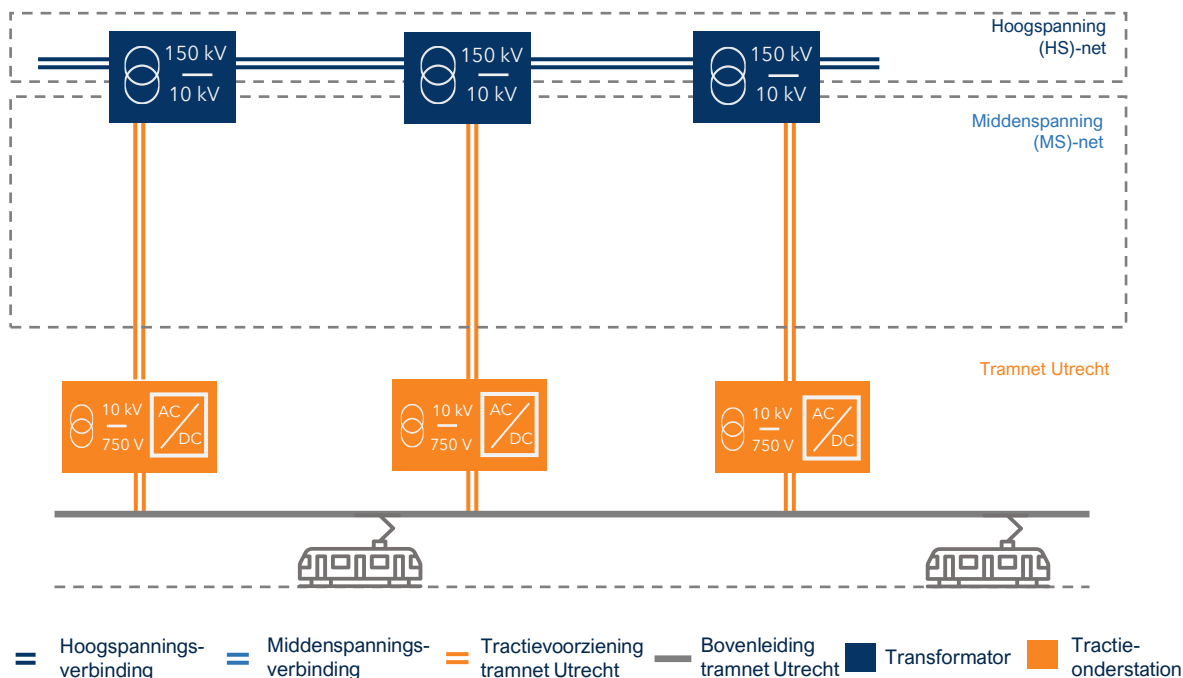 Hoogspanning
(HS)-net
150 kV
10 kV
150 kV
10 kV
150 kV
10 kV
Middenspanning
(MS)-net
Tramnet Utrecht
10 kV
750 V
AC
DC
10 kV
750 V
AC
DC
10 kV
750 V
AC
DC
Hoogspannings-
verbinding
Middenspannings-
verbinding
Tractievoorziening
tramnet Utrecht
Bovenleiding
tramnet Utrecht
Transformator
Tractie-
onderstation